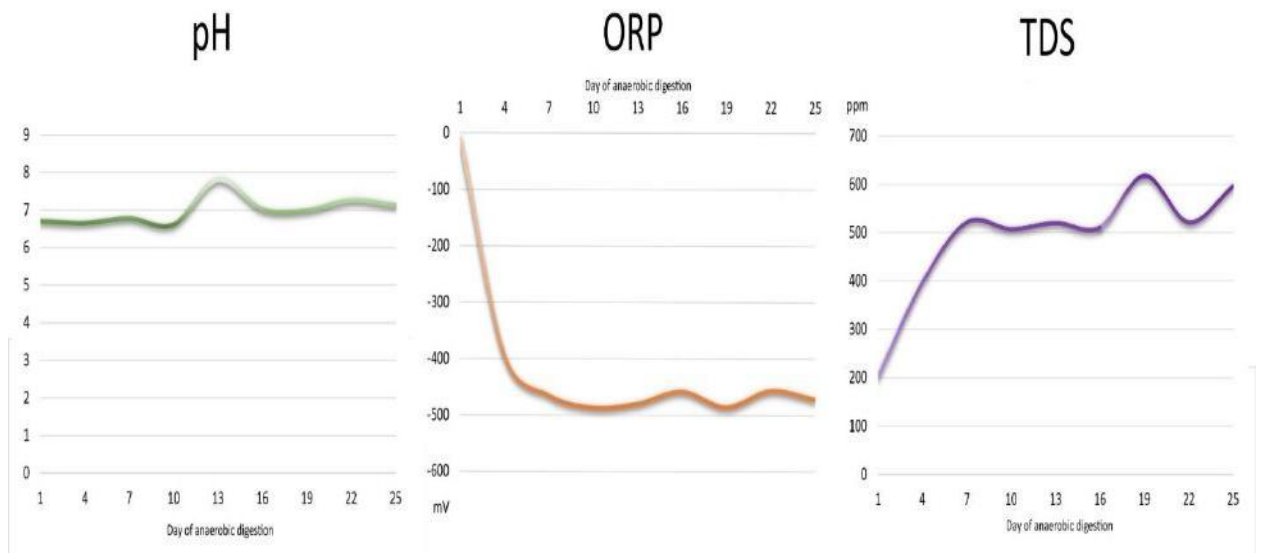 pH
9
8
7
6
5
4
3
2
1
0
1 4 7 10 13 16 19 22 25
Day of anaerobic digestion
ORP
Day of anaerobic digestion
1 4 7 10 13 16 19 22 25
0
-100
-200
-300
-400
-500
-600
mV
TDS
ppm
700
600
500
400
300
200
100
0
1 4 7 10 13 16 19 22 25
Day of anaerobic digestion